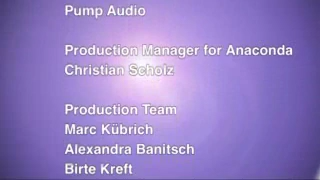 Pump Audio
Production Manager for Anaconda
Christian Scholz
Production Team
Marc Kübrich
Alexandra Banitsch
Birte Kreft